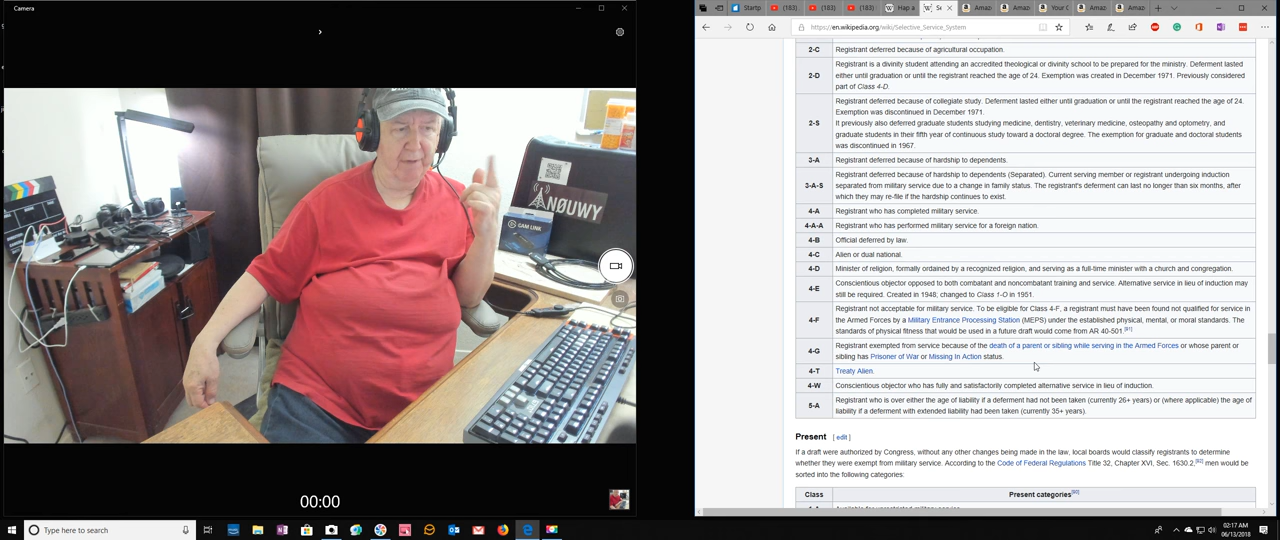 Camera
00:00
NØUWY
CAM LINK
Startp
(183)
(183)
(183)
Hap a
Se
Amaz
Amaz
Your C
Amaz
Amaz
https://en.wikipedia.org/wiki/Selective_Service_System
2-C Registrant deferred because of agricultural occupation.
2-D Registrant is a divinity student attending an accredited theological or divinity school to be prepared for the ministry. Deferment lasted
either until graduation or until the registrant reached the age of 24. Exemption was created in December 1971. Previously considered
part of Class 4-D.
2-S Registrant deferred because of collegiate study. Deferment lasted either until graduation or until the registrant reached the age of 24.
Exemption was discontinued in December 1971.
It previously also deferred graduate students studying medicine, dentistry, veterinary medicine, osteopathy and optometry, and
graduate students in their fifth year of continuous study toward a doctoral degree. The exemption for graduate and doctoral students
was discontinued in 1967.
3-A Registrant deferred because of hardship to dependents.
3-A-S Registrant deferred because of hardship to dependents (Separated). Current serving member or registrant undergoing induction
separated from military service due to a change in family status. The registrant's deferment can last no longer than six months, after
which they may re-file if the hardship continues to exist.
4-A Registrant who has completed military service.
4-A-A Registrant who has performed military service for a foreign nation.
4-B Official deferred by law.
4-C Alien or dual national.
4-D Minister of religion, formally ordained by a recognized religion, and serving as a full-time minister with a church and congregation.
4-E Conscientious objector opposed to both combatant and noncombatant training and service. Alternative service in lieu of induction may
still be required. Created in 1948; changed to Class 1-O in 1951.
4-F Registrant not acceptable for military service. To be eligible for Class 4-F, a registrant must have been found not qualified for service in
the Armed Forces by a Military Entrance Processing Station (MEPS) under the established physical, mental, or moral standards. The
standards of physical fitness that would be used in a future draft would come from AR 40-501.[91]
4-G Registrant exempted from service because of the death of a parent or sibling while serving in the Armed Forces or whose parent or
sibling has Prisoner of War or Missing In Action status.
4-T Treaty Alien.
4-W Conscientious objector who has fully and satisfactorily completed alternative service in lieu of induction.
5-A Registrant who is over either the age of liability if a deferment had not been taken (currently 26+ years) or (where applicable) the age of
liability if a deferment with extended liability had been taken (currently 35+ years).
Present [ edit ]
If a draft were authorized by Congress, without any other changes being made in the law, local boards would classify registrants to determine
whether they were exempt from military service. According to the Code of Federal Regulations Title 32, Chapter XVI, Sec. 1630.2,[92] men would be
sorted into the following categories:
Class Present categories[92]
Type here to search
02:17 AM
06/13/2018